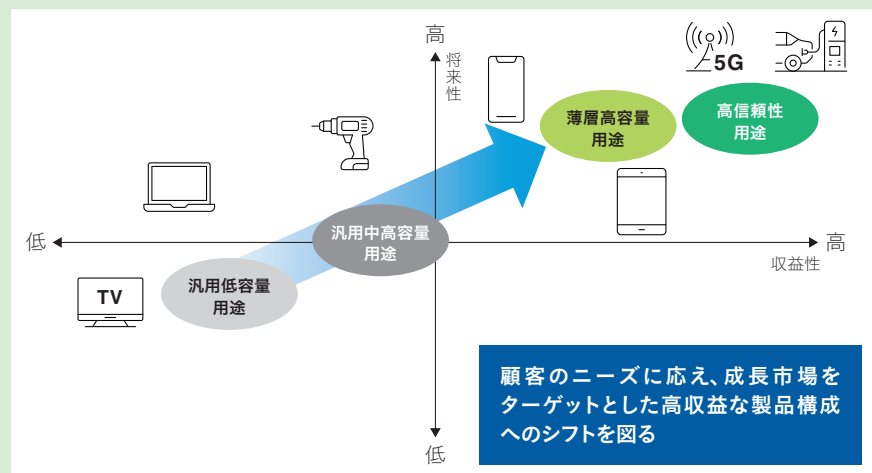 高
将来性
5G
薄層高容量
用途
高信頼性
用途
低
汎用中高容量
用途
高
収益性
汎用低容量
用途
TV
顧客のニーズに応え、成長市場を
ターゲットとした高収益な製品構成
へのシフトを図る
低